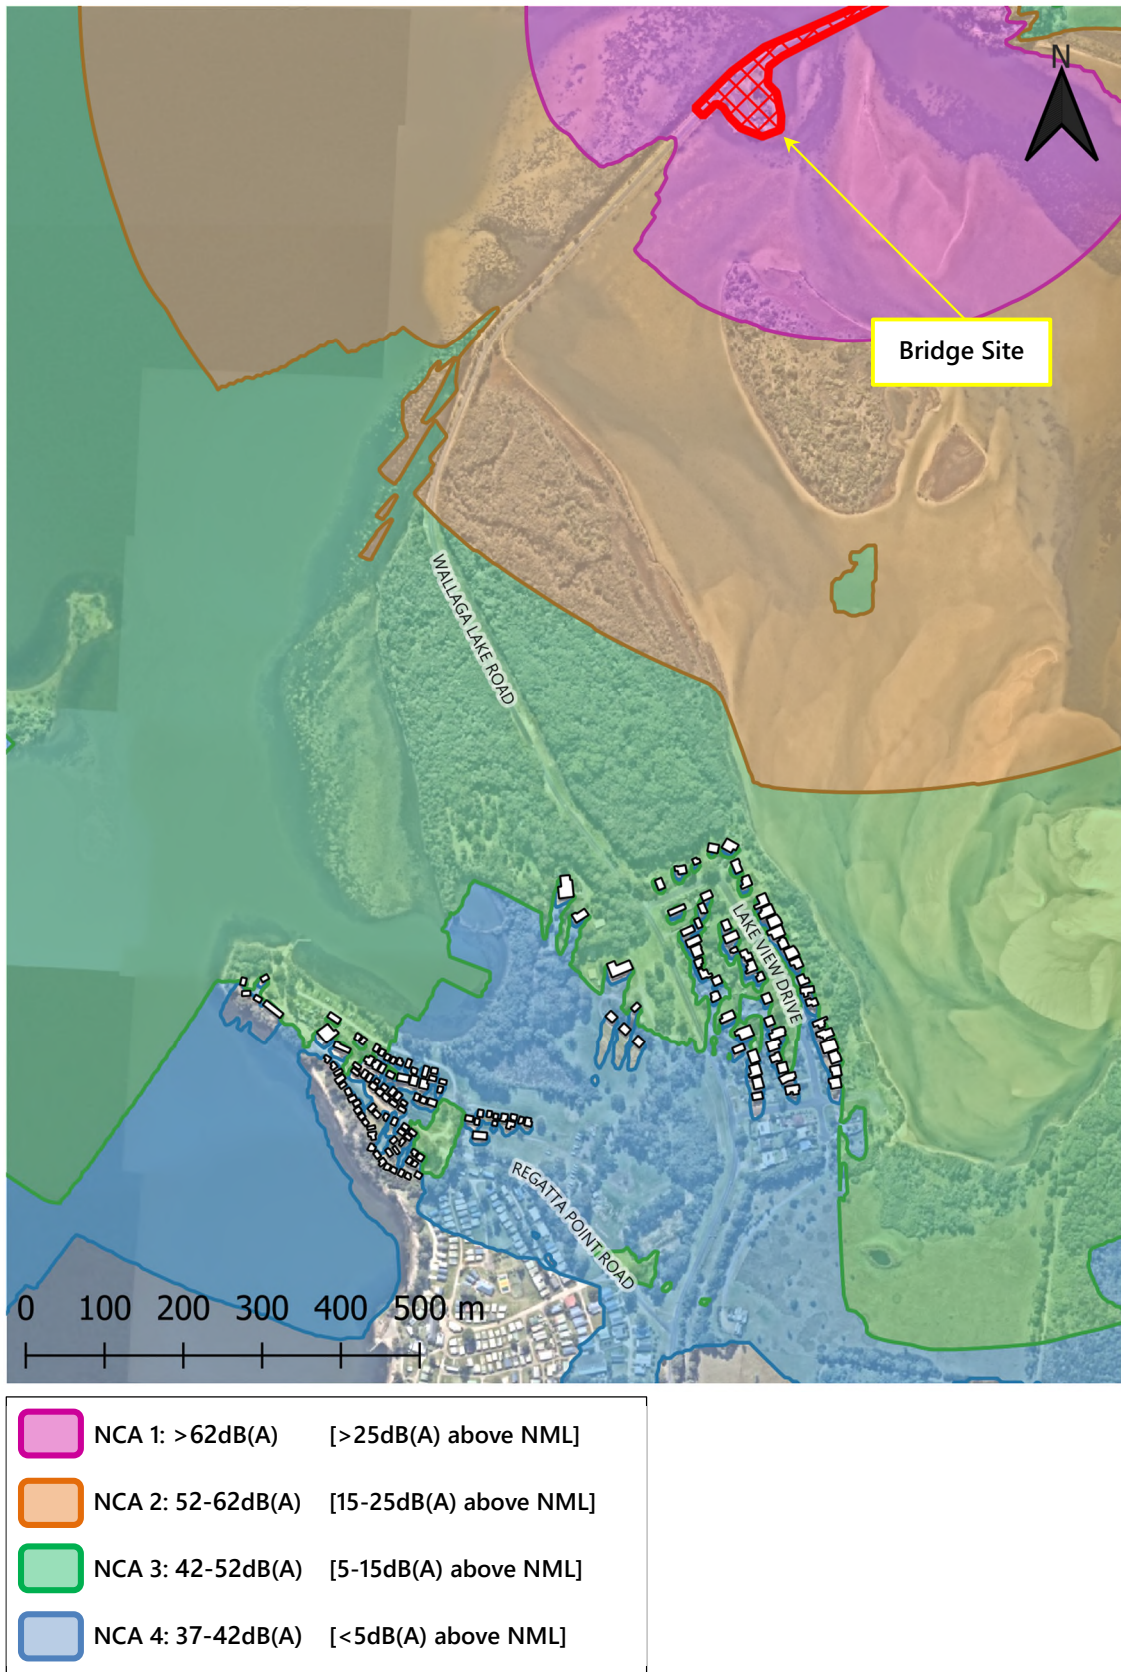 N
Bridge Site
WALLAGA LAKE ROAD
LAKE VIEW DRIVE
REGATTA POINT ROAD
0 100 200 300 400 500 m
NCA 1: >62dB(A) [>25dB(A) above NML]
NCA 2: 52-62dB(A) [15-25dB(A) above NML]
NCA 3: 42-52dB(A) [5-15dB(A) above NML]
NCA 4: 37-42dB(A) [<5dB(A) above NML]